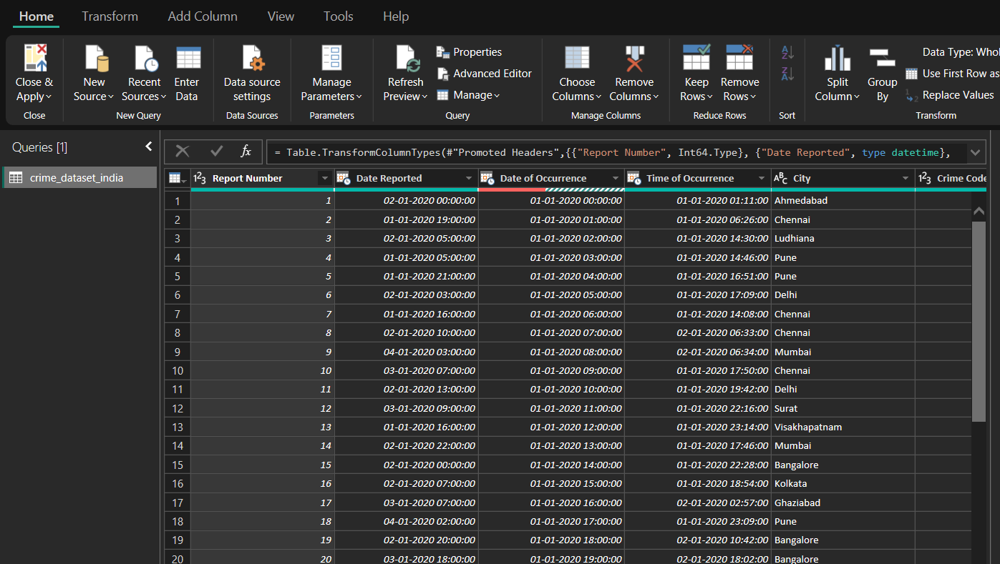 Home Transform Add Column View Tools Help
Close & Apply
New Source
Recent Sources
Enter Data
Data source settings
Manage Parameters
Refresh Preview
Properties
Advanced Editor
Manage
Choose Columns
Remove Columns
Keep Rows
Remove Rows
Split Column
Group By
Data Type: Whol
Use First Row as
Replace Values
Close
New Query
Data Sources
Parameters
Query
Manage Columns
Reduce Rows
Sort
Transform
Queries [1]
crime_dataset_india
fx = Table.TransformColumnTypes(#"Promoted Headers",{{"Report Number", Int64.Type}, {"Date Reported", type datetime},
123 Report Number Date Reported Date of Occurrence Time of Occurrence ABC City 123 Crime Code
1 1 02-01-2020 00:00:00 01-01-2020 00:00:00 01-01-2020 01:11:00 Ahmedabad
2 2 01-01-2020 19:00:00 01-01-2020 01:00:00 01-01-2020 06:26:00 Chennai
3 3 02-01-2020 05:00:00 01-01-2020 02:00:00 01-01-2020 14:30:00 Ludhiana
4 4 01-01-2020 05:00:00 01-01-2020 03:00:00 01-01-2020 14:46:00 Pune
5 5 01-01-2020 21:00:00 01-01-2020 04:00:00 01-01-2020 16:51:00 Pune
6 6 02-01-2020 03:00:00 01-01-2020 05:00:00 01-01-2020 17:09:00 Delhi
7 7 01-01-2020 16:00:00 01-01-2020 06:00:00 01-01-2020 14:08:00 Chennai
8 8 02-01-2020 10:00:00 01-01-2020 07:00:00 02-01-2020 06:33:00 Chennai
9 9 04-01-2020 03:00:00 01-01-2020 08:00:00 02-01-2020 06:34:00 Mumbai
10 10 03-01-2020 07:00:00 01-01-2020 09:00:00 01-01-2020 17:50:00 Chennai
11 11 02-01-2020 13:00:00 01-01-2020 10:00:00 01-01-2020 19:42:00 Delhi
12 12 03-01-2020 09:00:00 01-01-2020 11:00:00 01-01-2020 22:16:00 Surat
13 13 01-01-2020 16:00:00 01-01-2020 12:00:00 01-01-2020 23:14:00 Visakhapatnam
14 14 02-01-2020 22:00:00 01-01-2020 13:00:00 01-01-2020 17:46:00 Mumbai
15 15 02-01-2020 00:00:00 01-01-2020 14:00:00 01-01-2020 22:28:00 Bangalore
16 16 02-01-2020 07:00:00 01-01-2020 15:00:00 01-01-2020 18:54:00 Kolkata
17 17 03-01-2020 07:00:00 01-01-2020 16:00:00 02-01-2020 02:57:00 Ghaziabad
18 18 04-01-2020 02:00:00 01-01-2020 17:00:00 01-01-2020 23:09:00 Pune
19 19 02-01-2020 20:00:00 01-01-2020 18:00:00 02-01-2020 10:42:00 Bangalore
20 20 03-01-2020 18:00:00 01-01-2020 19:00:00 02-01-2020 18:02:00 Bangalore